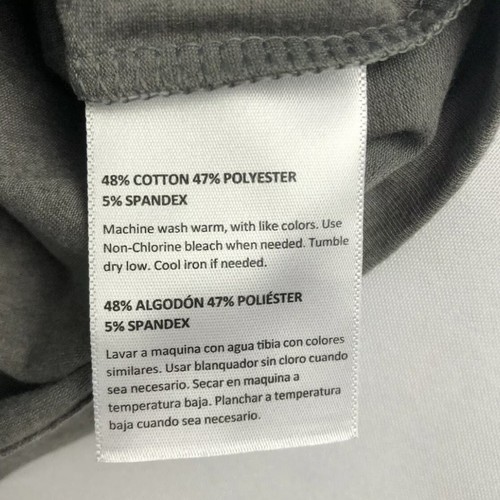 48% COTTON 47% POLYESTER
5% SPANDEX
Machine wash warm, with like colors. Use
Non-Chlorine bleach when needed. Tumble
dry low. Cool iron if needed.
48% ALGODÓN 47% POLIÉSTER
5% SPANDEX
Lavar a maquina con agua tibia con colores
similares. Usar blanquador sin cloro cuando
sea necesario. Secar en maquina a
temperatura baja. Planchar a temperatura
baja cuando sea necesario.